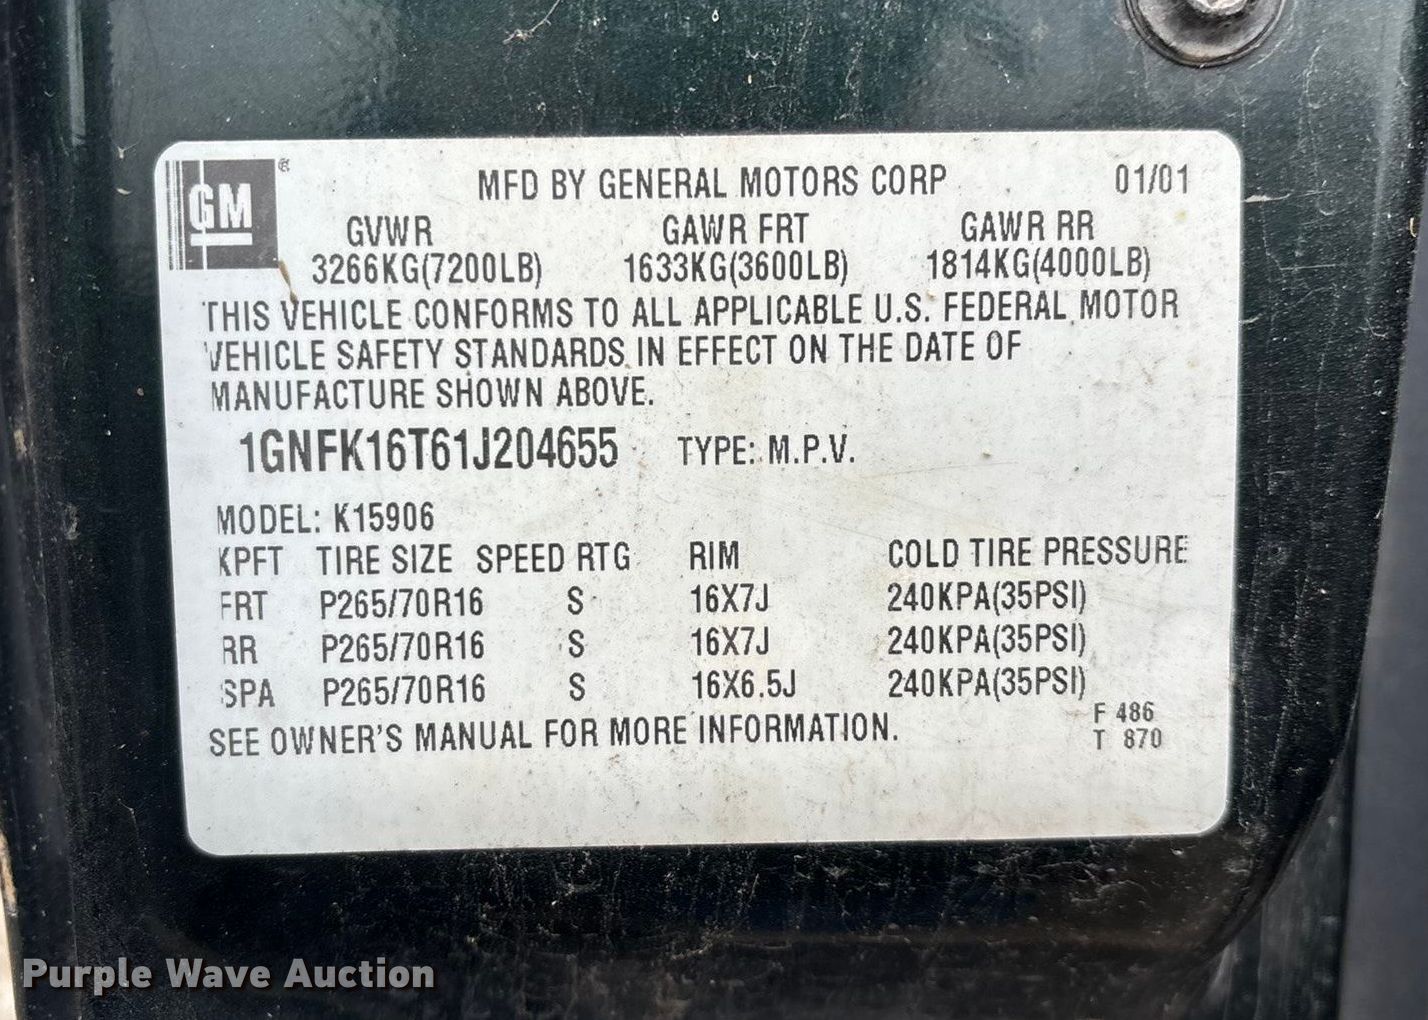 GM
MFD BY GENERAL MOTORS CORP 01/01
GVWR GAWR FRT GAWR RR
3266KG(7200LB) 1633KG(3600LB) 1814KG(4000LB)
THIS VEHICLE CONFORMS TO ALL APPLICABLE U.S. FEDERAL MOTOR
VEHICLE SAFETY STANDARDS IN EFFECT ON THE DATE OF
MANUFACTURE SHOWN ABOVE.
1GNFK16T61J204655 TYPE: M.P.V.
MODEL: K15906
KPFT TIRE SIZE SPEED RTG RIM COLD TIRE PRESSURE
FRT P265/70R16 S 16X7J 240KPA(35PSI)
RR P265/70R16 S 16X7J 240KPA(35PSI)
SPA P265/70R16 S 16X6.5J 240KPA(35PSI)
SEE OWNER'S MANUAL FOR MORE INFORMATION.
F 486
T 870
Purple Wave Auction